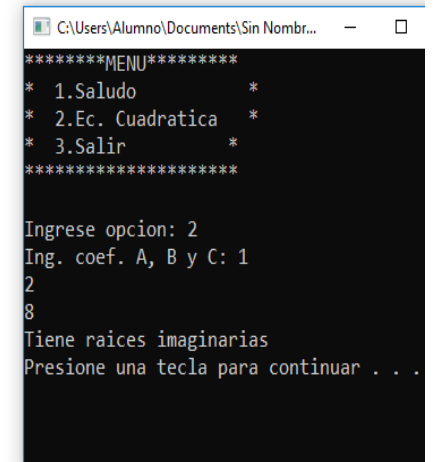 C:\Users\Alumno\Documents\Sin Nombr...
********MENU*********
*  1.Saludo           *
*  2.Ec. Cuadratica   *
*  3.Salir          *
*********************
Ingrese opcion: 2
Ing. coef. A, B y C: 1
2
8
Tiene raices imaginarias
Presione una tecla para continuar . . .